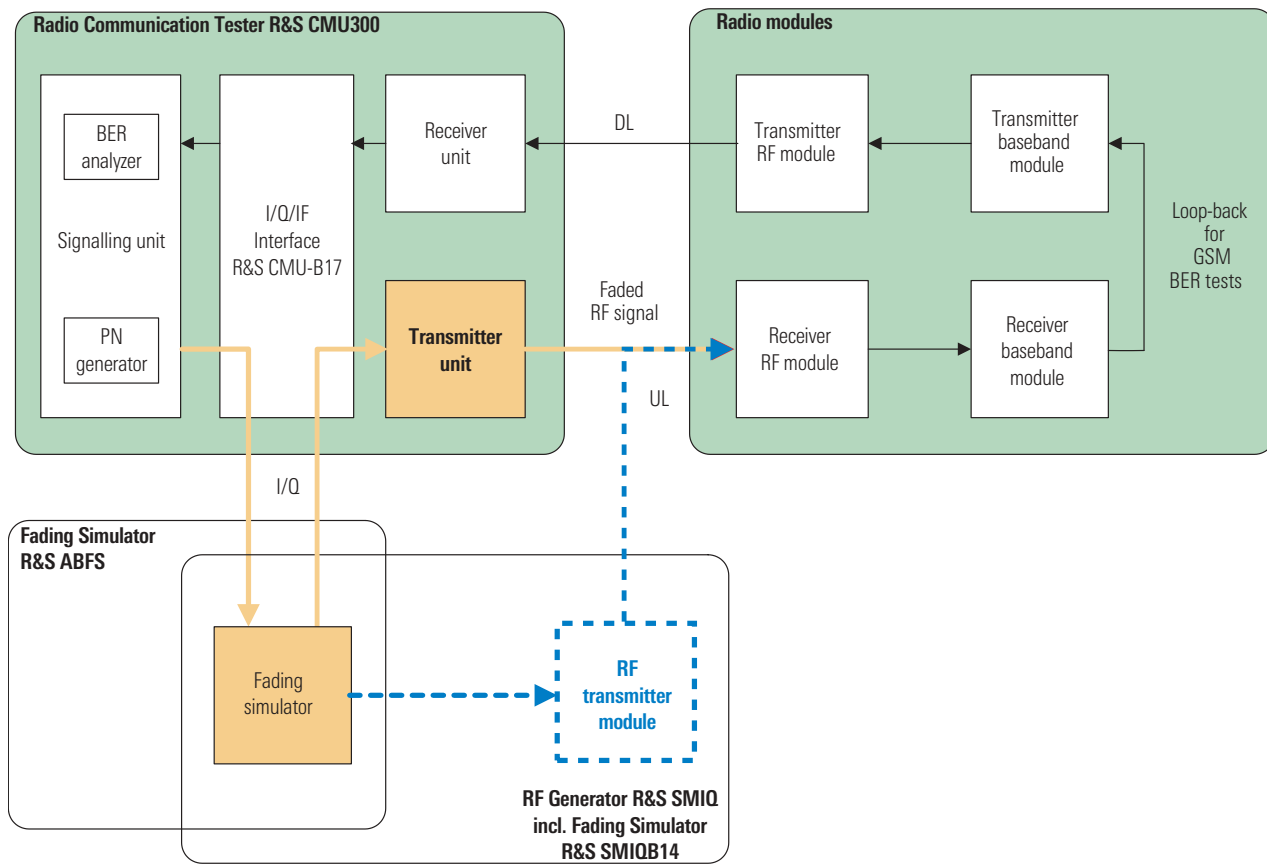 Radio Communication Tester R&S CMU300
BER
analyzer
Signalling unit
PN
generator
I/Q/IF
Interface
R&S CMU-B17
Receiver
unit
Transmitter
unit
DL
Faded
RF signal
UL
Radio modules
Transmitter
RF module
Transmitter
baseband
module
Receiver
RF module
Receiver
baseband
module
Loop-back
for
GSM
BER tests
I/Q
Fading Simulator
R&S ABFS
Fading
simulator
RF
transmitter
module
RF Generator R&S SMIQ
incl. Fading Simulator
R&S SMIQB14